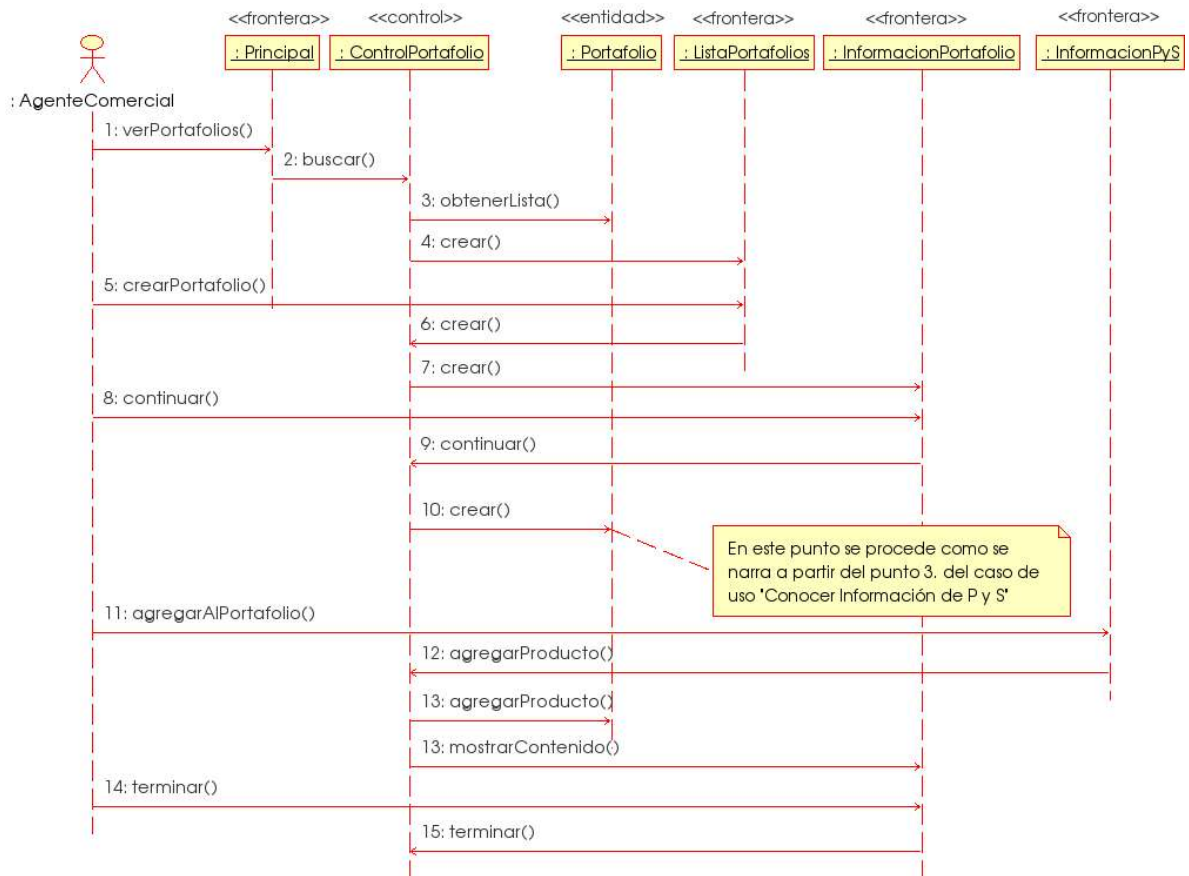 <<frontera>> <<control>> <<entidad>> <<frontera>> <<frontera>> <<frontera>>
: Principal : ControlPortafolio : Portafolio : ListaPortafolios : InformacionPortafolio : InformacionPyS
: AgenteComercial
1: verPortafolios()
2: buscar()
3: obtenerLista()
4: crear()
5: crearPortafolio()
6: crear()
7: crear()
8: continuar()
9: continuar()
10: crear()
En este punto se procede como se
narra a partir del punto 3. del caso de
uso "Conocer Información de P y S"
11: agregarAlPortafolio()
12: agregarProducto()
13: agregarProducto()
13: mostrarContenido()
14: terminar()
15: terminar()